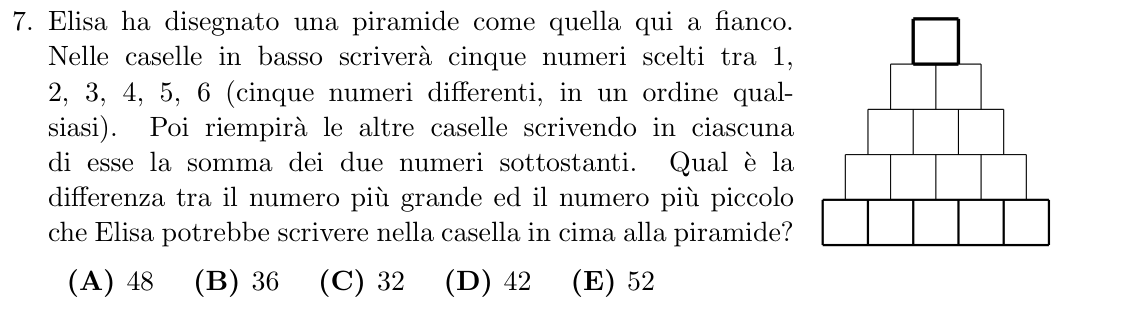 7. Elisa ha disegnato una piramide come quella qui a fianco.
Nelle caselle in basso scriverà cinque numeri scelti tra 1,
2, 3, 4, 5, 6 (cinque numeri differenti, in un ordine qual-
siasi). Poi riempirà le altre caselle scrivendo in ciascuna
di esse la somma dei due numeri sottostanti. Qual è la
differenza tra il numero più grande ed il numero più piccolo
che Elisa potrebbe scrivere nella casella in cima alla piramide?
(A) 48 (B) 36 (C) 32 (D) 42 (E) 52